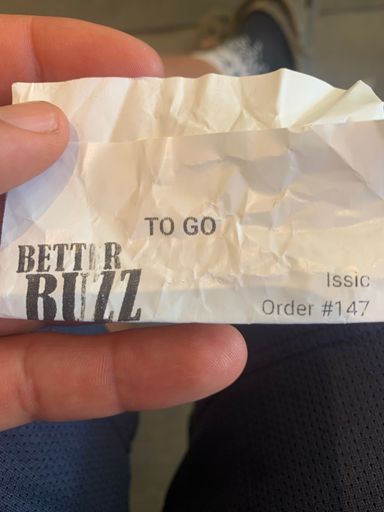 TO GO
BETTER
BUZZ
Issic
Order #147